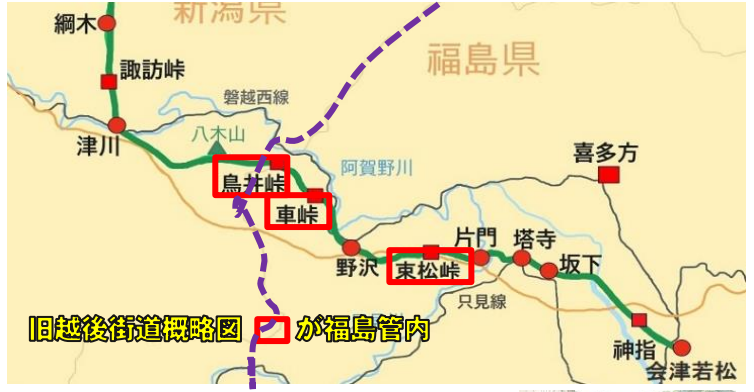 新潟県
綱木
福島県
諏訪峠
磐越西線
八木山
津川
阿賀野川
喜多方
鳥井峠
車峠
片門
塔寺
野沢
束松峠
坂下
只見線
旧越後街道概略図 が福島管内
神指
会津若松